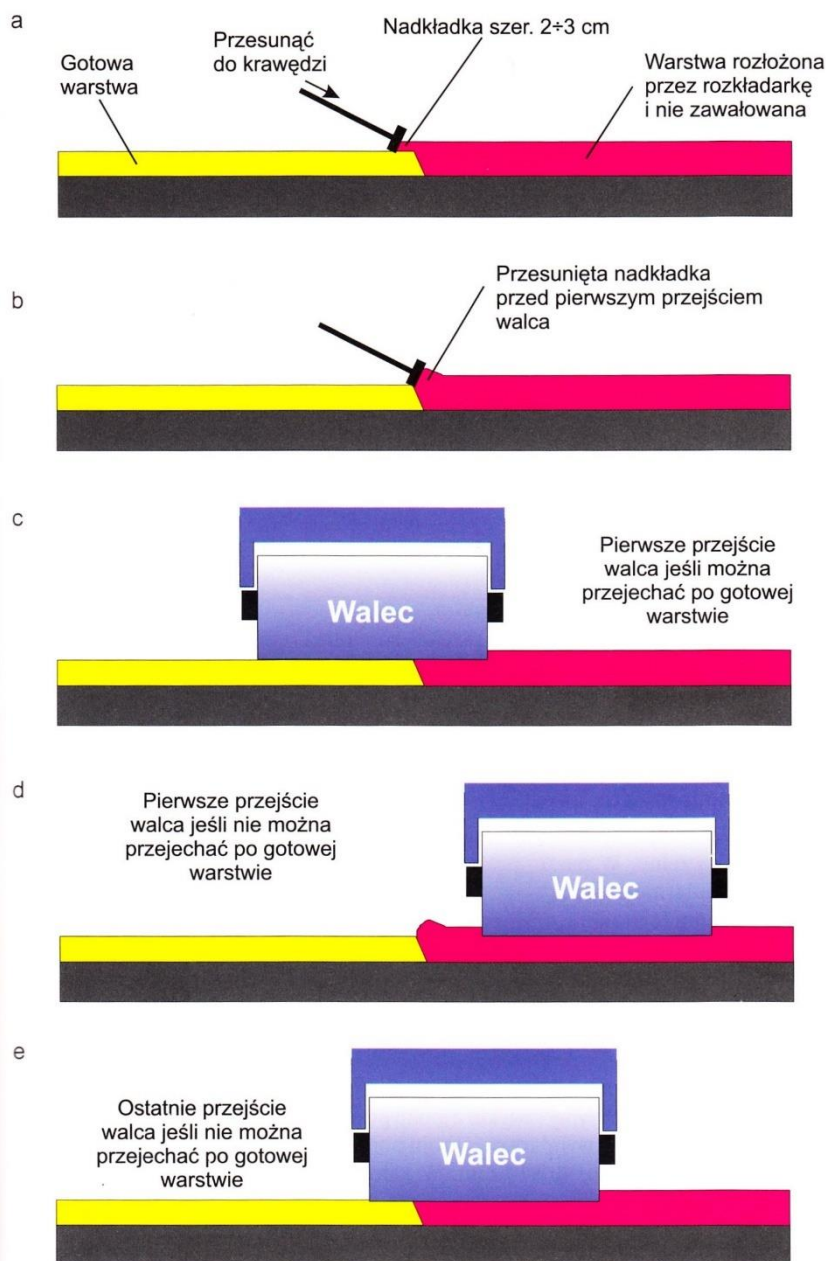 a
Gotowa
warstwa
Przesunąć
do krawędzi
Nadkładka szer. 2÷3 cm
Warstwa rozłożona
przez rozkładarkę
i nie zawałowana
b
Przesunięta nadkładka
przed pierwszym przejściem
walca
c
Walec
Pierwsze przejście
walca jeśli można
przejechać po gotowej
warstwie
d
Pierwsze przejście
walca jeśli nie można
przejechać po gotowej
warstwie
Walec
e
Ostatnie przejście
walca jeśli nie można
przejechać po gotowej
warstwie
Walec